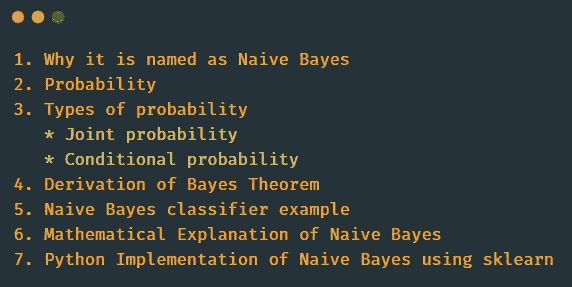 1. Why it is named as Naive Bayes
2. Probability
3. Types of probability
* Joint probability
* Conditional probability
4. Derivation of Bayes Theorem
5. Naive Bayes classifier example
6. Mathematical Explanation of Naive Bayes
7. Python Implementation of Naive Bayes using sklearn